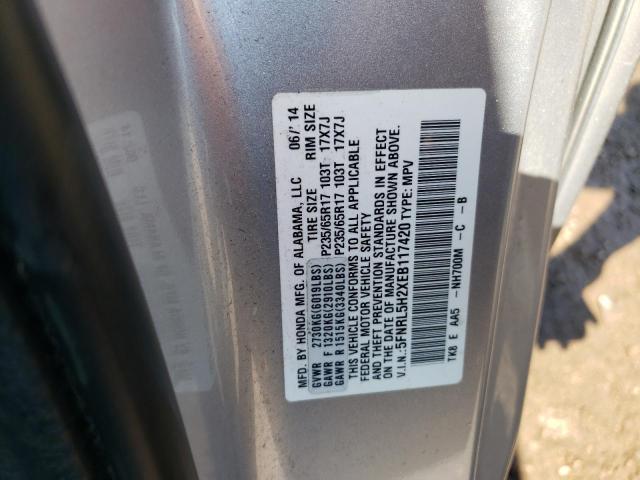 MFD. BY HONDA MFG. OF ALABAMA, LLC 06/ 14
TIRE SIZE RIM SIZE
GVWR 2730KG(6019LBS)
GAWR F 1320KG(2910LBS) P235/65R17 103T 17X7J
GAWR R 1515KG(3340LBS) P235/65R17 103T 17X7J
THIS VEHICLE CONFORMS TO ALL APPLICABLE
FEDERAL MOTOR VEHICLE SAFETY
AND THEFT PREVENTION STANDARDS IN EFFECT
ON THE DATE OF MANUFACTURE SHOWN ABOVE.
V.I.N.: 5FNRL5H2XEB117420 TYPE: MPV
TK8 E AA5 -NH700M -C -B